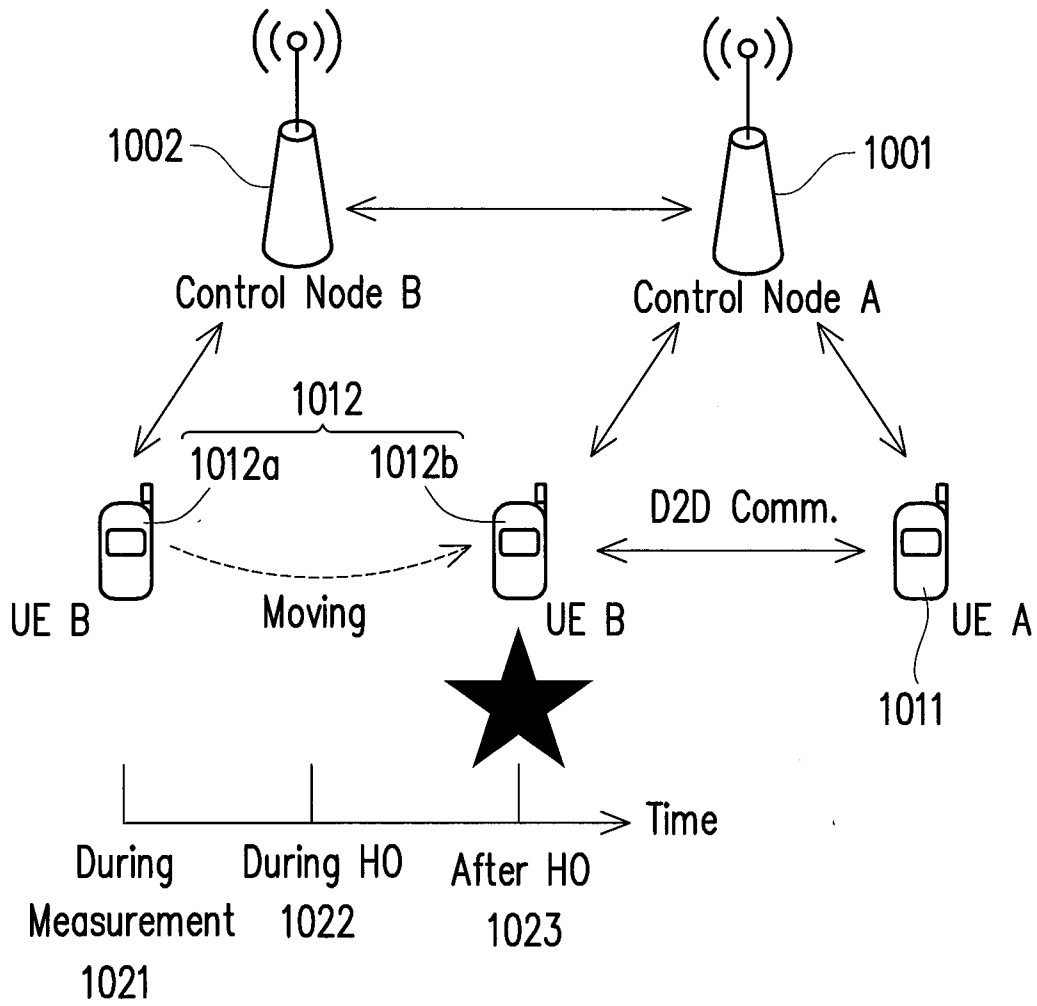 1002
1001
Control Node B
Control Node A
1012
1012a
1012b
D2D Comm.
UE B
Moving
UE B
UE A
1011
Time
During
Measurement
1021
During HO
1022
After HO
1023